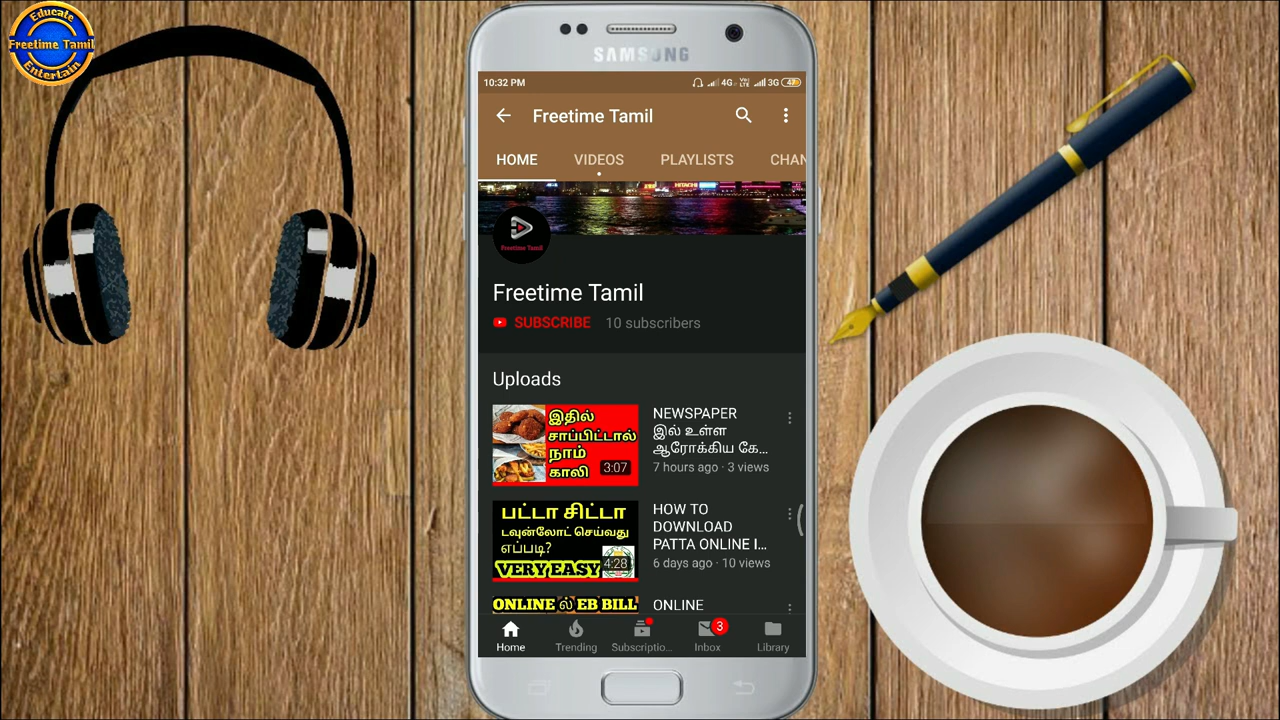 Educate
Freetime Tamil
Entertain
SAMSUNG
10:32 PM
4G VoLTE 3G 42
Freetime Tamil
HOME VIDEOS PLAYLISTS CHAN
HITACHI
Freetime Tamil
Freetime Tamil
SUBSCRIBE 10 subscribers
Uploads
இதில்
சாப்பிட்டால்
நாம்
காலி
3:07
NEWSPAPER
இல் உள்ள
ஆரோக்கிய கே...
7 hours ago · 3 views
பட்டா சிட்டா
டவுன்லோட் செய்வது
எப்படி?
VERY EASY
4:28
HOW TO
DOWNLOAD
PATTA ONLINE I...
6 days ago · 10 views
ONLINE ல் EB BILL
ONLINE
3
Home Trending Subscriptio... Inbox Library